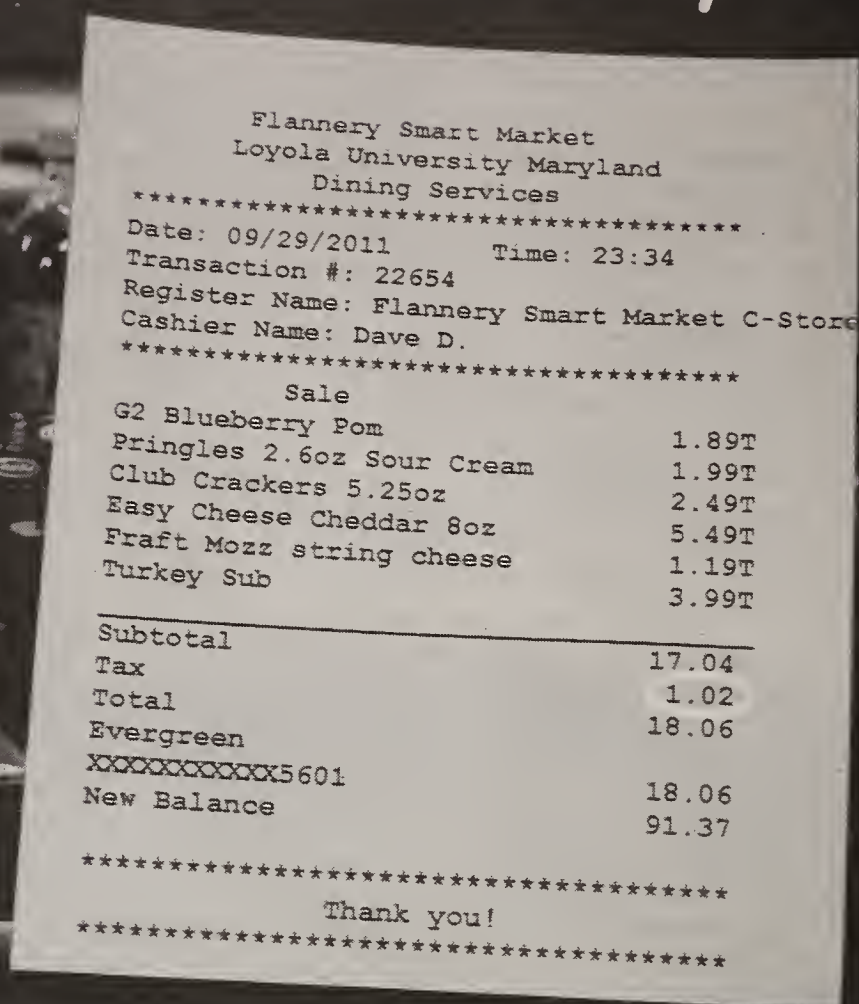 Flannery Smart Market
Loyola University Maryland
Dining Services
*************************************
Date: 09/29/2011 Time: 23:34
Transaction #: 22654
Register Name: Flannery Smart Market C-Store
Cashier Name: Dave D.
*************************************
Sale
G2 Blueberry Pom 1.89T
Pringles 2.6oz Sour Cream 1.99T
Club Crackers 5.25oz 2.49T
Easy Cheese Cheddar 8oz 5.49T
Fraft Mozz string cheese 1.19T
Turkey Sub 3.99T
Subtotal 17.04
Tax 1.02
Total 18.06
Evergreen
XXXXXXXXXXXX5601 18.06
New Balance 91.37
*************************************
Thank you!
*************************************